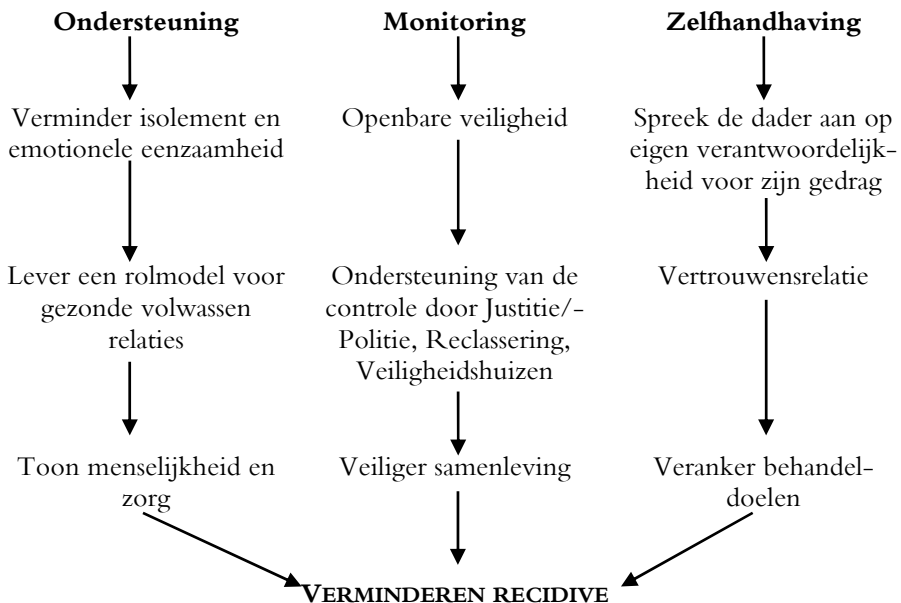 Ondersteuning
Verminder isolement en
emotionele eenzaamheid
Lever een rolmodel voor
gezonde volwassen
relaties
Toon menselijkheid en
zorg
Monitoring
Openbare veiligheid
Ondersteuning van de
controle door Justitie/-
Politie, Reclassering,
Veiligheidshuizen
Veiliger samenleving
Zelfhandhaving
Spreek de dader aan op
eigen verantwoordelijk-
heid voor zijn gedrag
Vertrouwensrelatie
Veranker behandel-
doelen
VERMINDEREN RECIDIVE